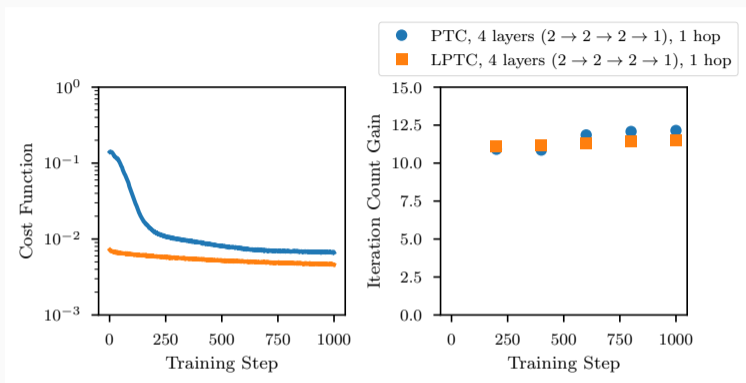 PTC, 4 layers (2 → 2 → 2 → 1), 1 hop
LPTC, 4 layers (2 → 2 → 2 → 1), 1 hop
Cost Function
10⁰
10⁻¹
10⁻²
10⁻³
0 250 500 750 1000
Training Step
Iteration Count Gain
15.0
12.5
10.0
7.5
5.0
2.5
0.0
0 250 500 750 1000
Training Step